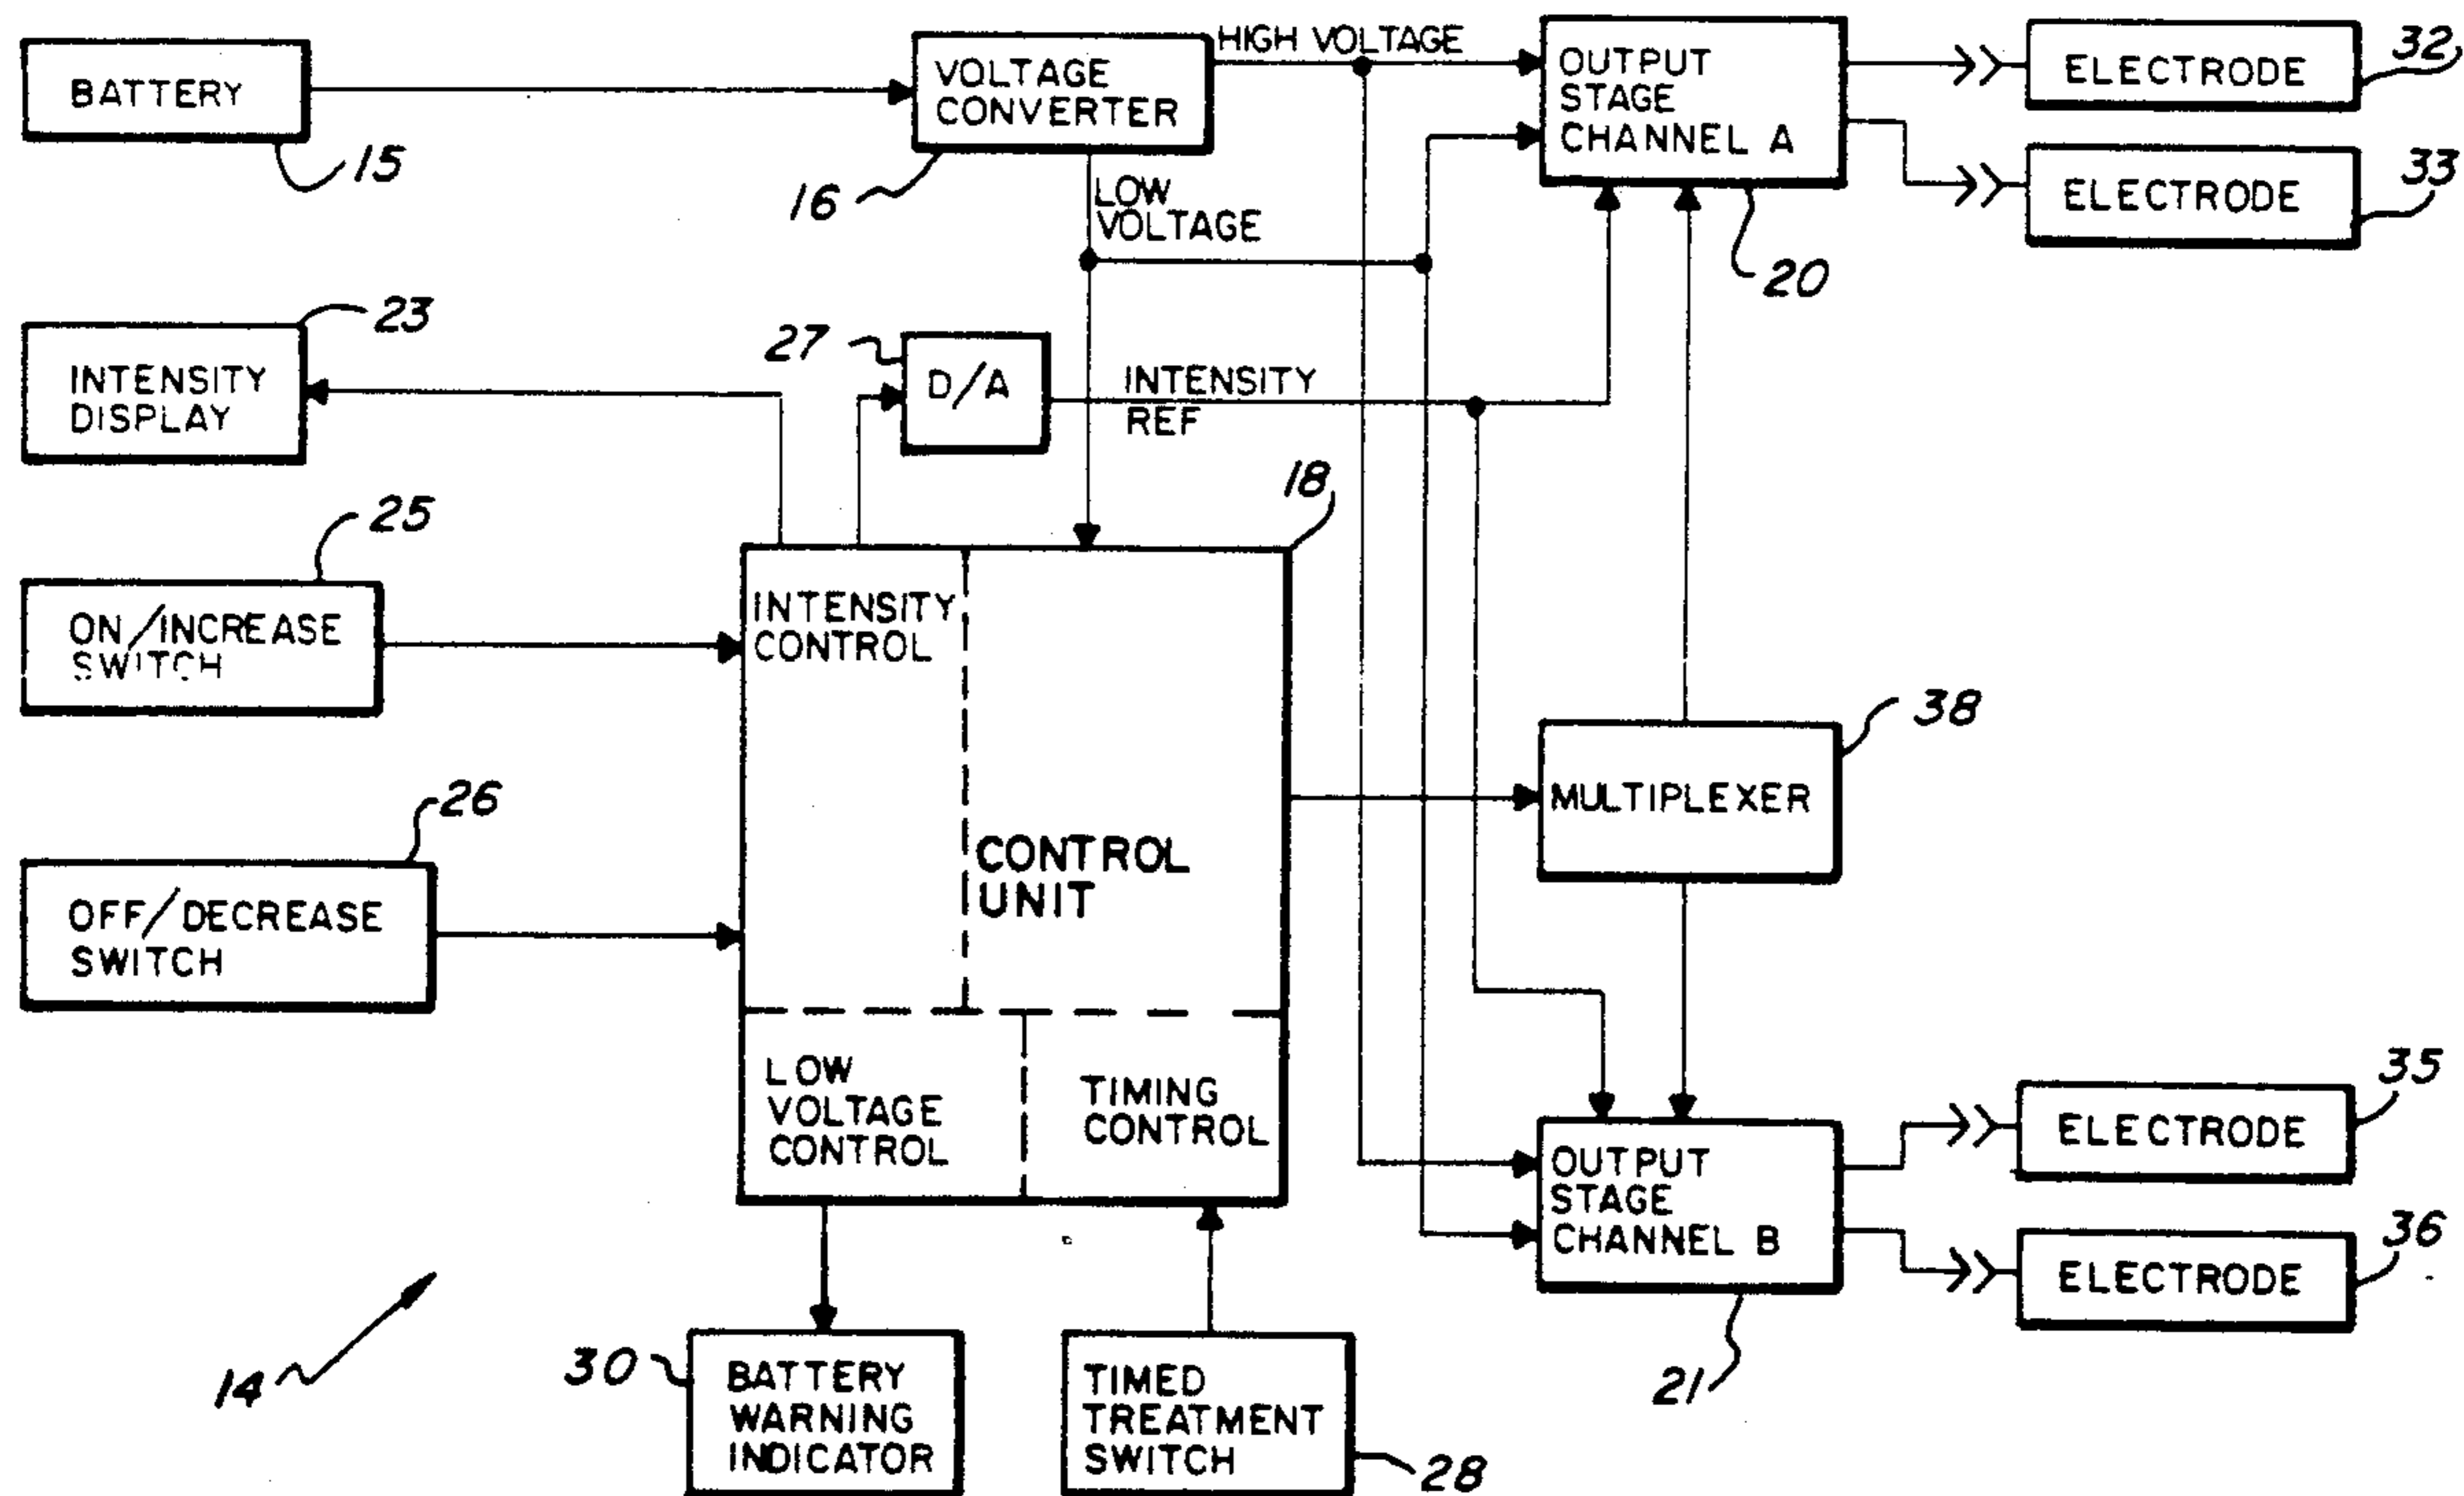 BATTERY
15
VOLTAGE
CONVERTER
16
HIGH VOLTAGE
LOW
VOLTAGE
OUTPUT
STAGE
CHANNEL A
20
ELECTRODE
32
ELECTRODE
33
INTENSITY
DISPLAY
23
27
D/A
INTENSITY
REF
18
ON/INCREASE
SWITCH
25
OFF/DECREASE
SWITCH
26
INTENSITY
CONTROL
CONTROL
UNIT
LOW
VOLTAGE
CONTROL
TIMING
CONTROL
MULTIPLEXER
38
OUTPUT
STAGE
CHANNEL B
21
ELECTRODE
35
ELECTRODE
36
14
30
BATTERY
WARNING
INDICATOR
TIMED
TREATMENT
SWITCH
28